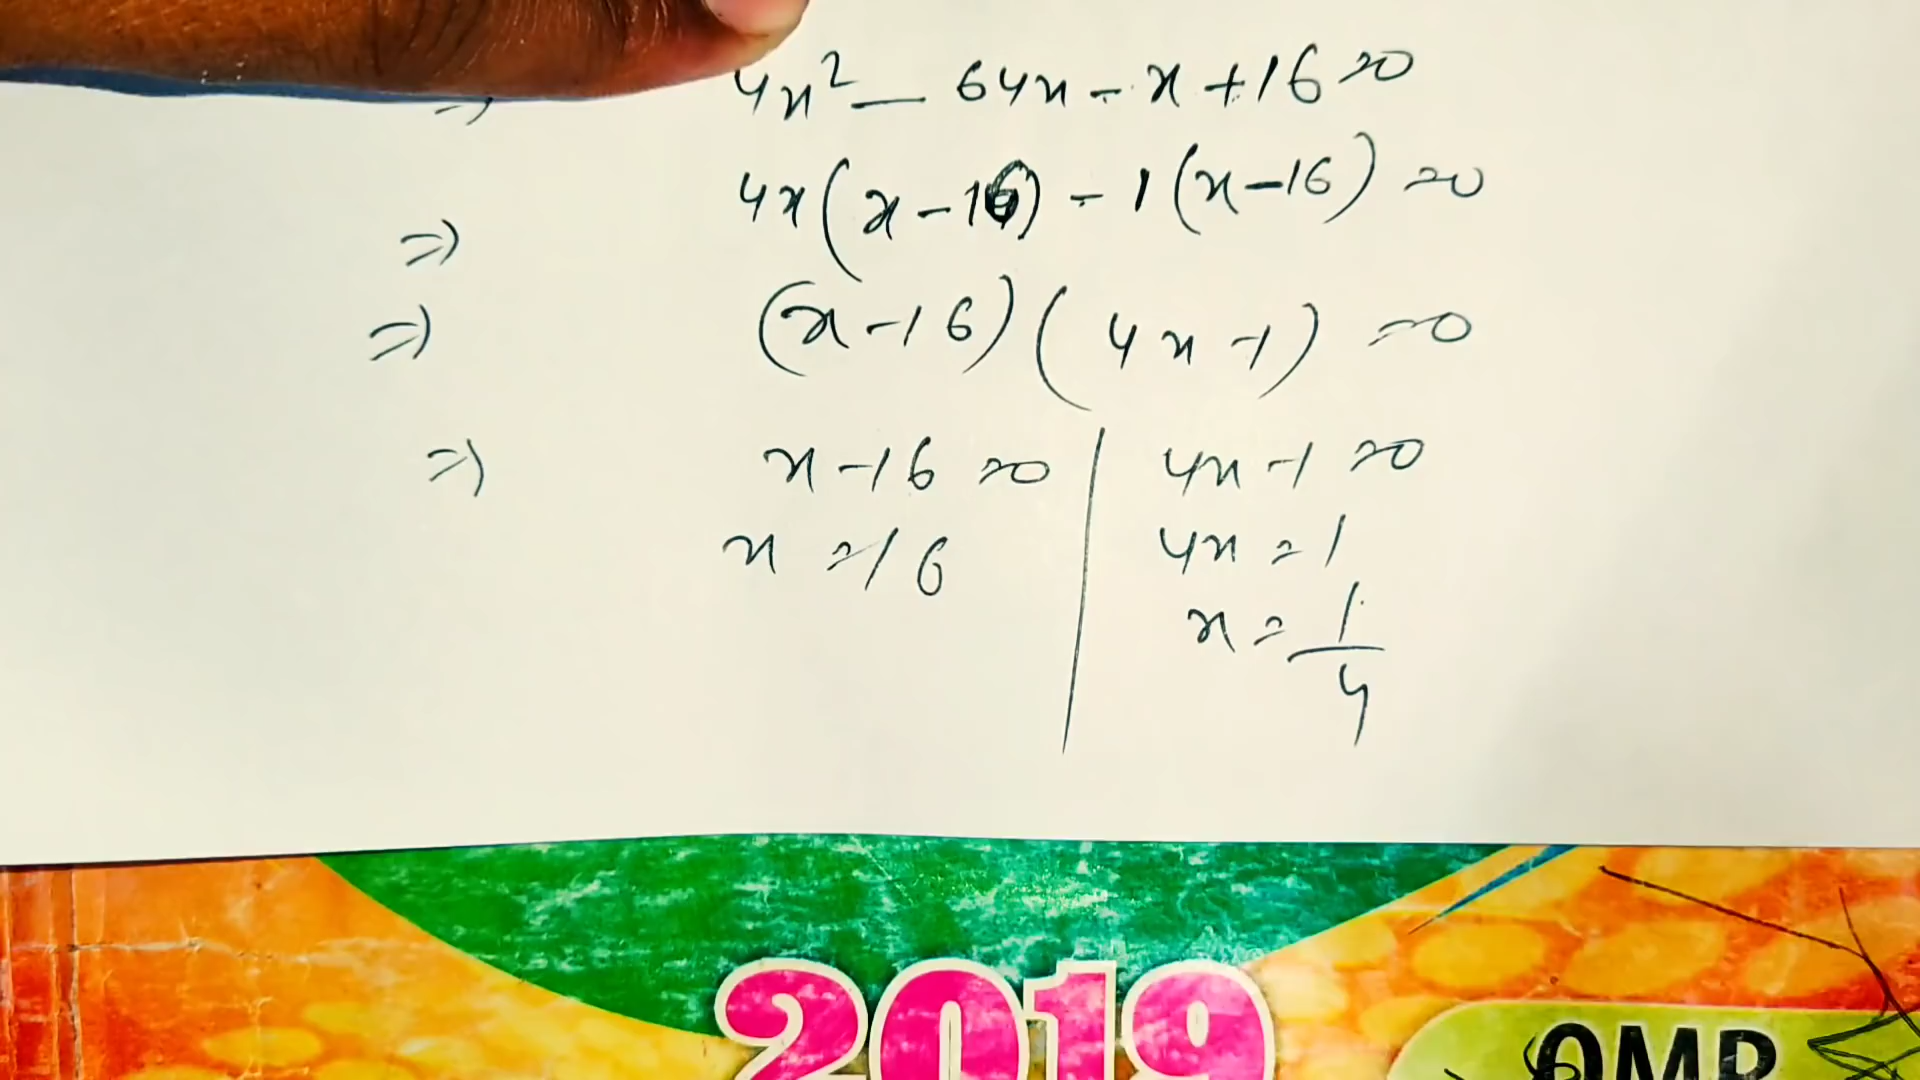 => 4x² - 64x - x + 16 = 0
=> 4x(x-16) - 1(x-16) = 0
=> (x-16)(4x-1) = 0
=> x-16 = 0 | 4x-1 = 0
x = 16 | 4x = 1
x = 1/4
2019
OMR